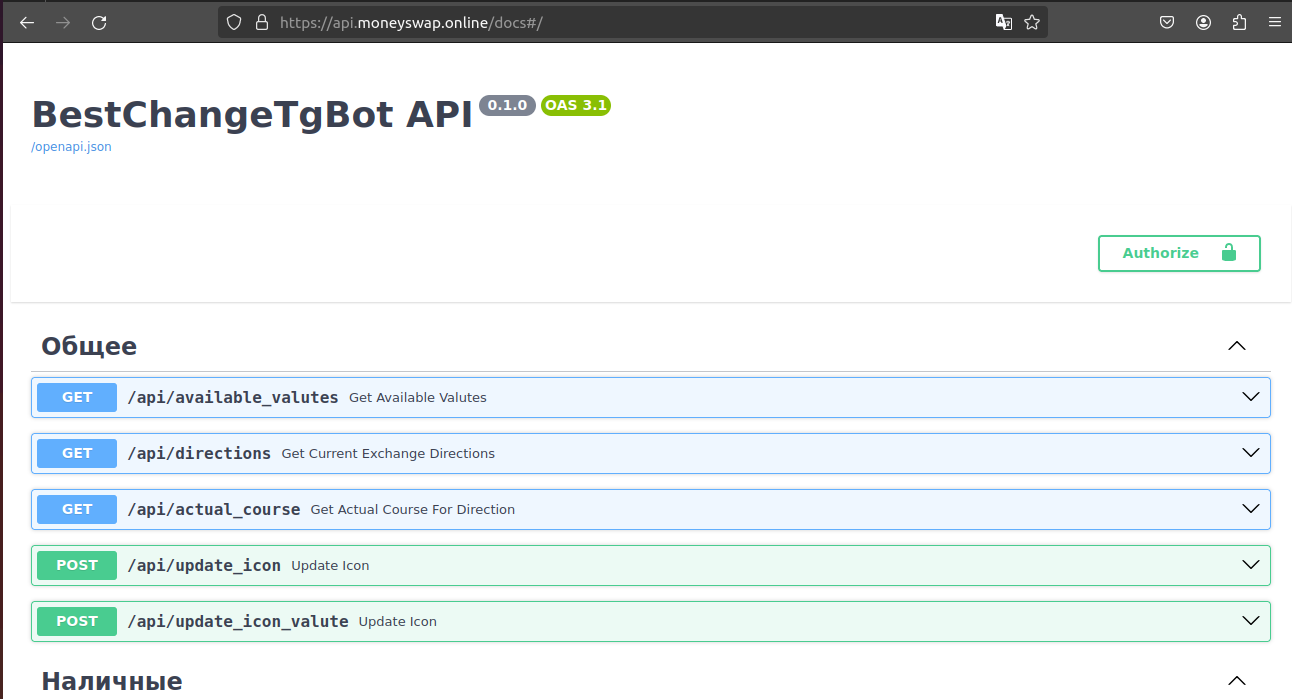 https://api.moneyswap.online/docs#/
BestChangeTgBot API 0.1.0 OAS 3.1
/openapi.json
Authorize
Общее
GET /api/available_valutes Get Available Valutes
GET /api/directions Get Current Exchange Directions
GET /api/actual_course Get Actual Course For Direction
POST /api/update_icon Update Icon
POST /api/update_icon_valute Update Icon
Наличные